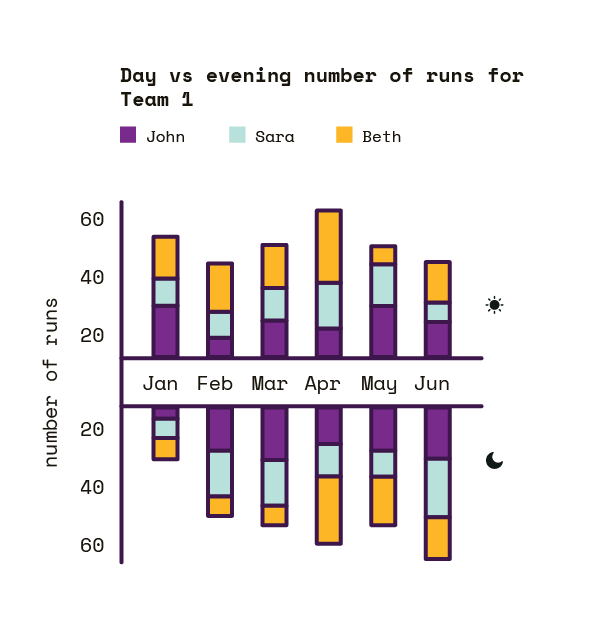 Day vs evening number of runs for
Team 1
John Sara Beth
60
40
20
number of runs
Jan Feb Mar Apr May Jun
20
40
60